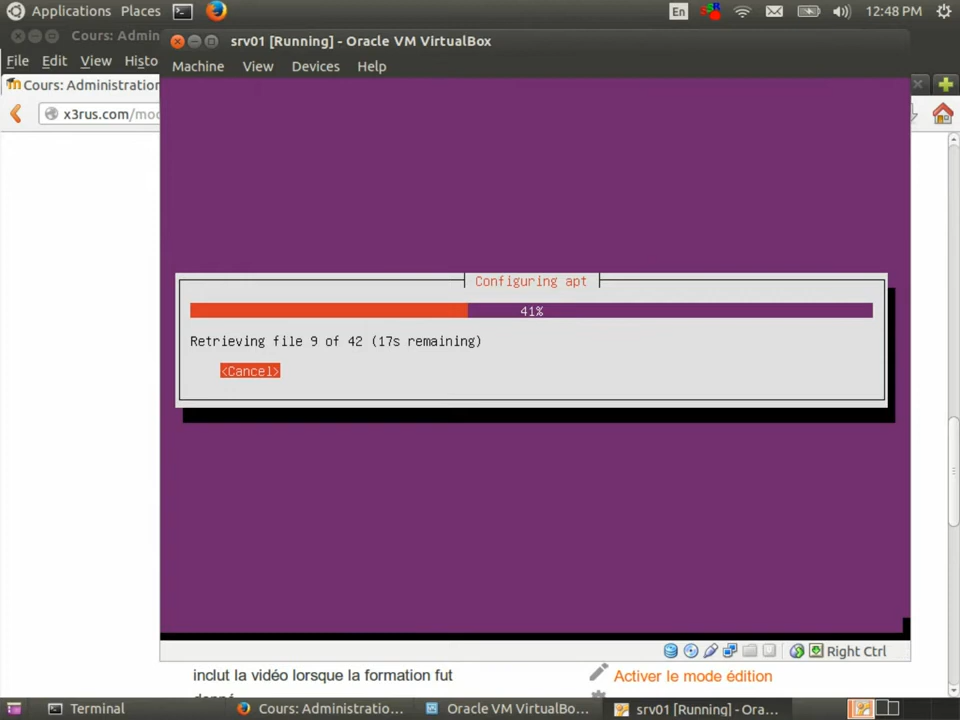 Applications Places En 12:48 PM
Cours: Admin
srv01 [Running] - Oracle VM VirtualBox
File Edit View Histo
Machine View Devices Help
Cours: Administration
x3rus.com/moo
Configuring apt
41%
Retrieving file 9 of 42 (17s remaining)
<Cancel>
Right Ctrl
inclut la vidéo lorsque la formation fut
Activer le mode édition
Terminal Cours: Administratio... Oracle VM VirtualBo... srv01 [Running] - Ora...